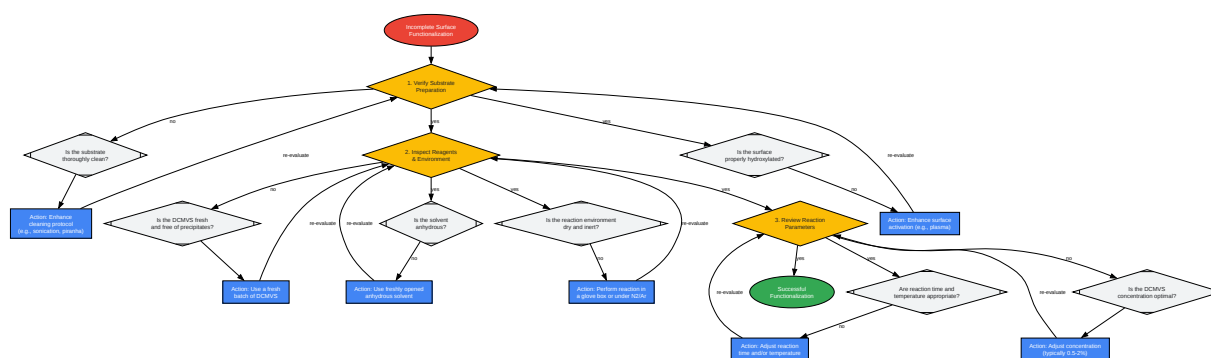 Incomplete Surface
Functionalization
1. Verify Substrate
Preparation
no
yes
yes
Is the substrate
thoroughly clean?
re-evaluate
2. Inspect Reagents
& Environment
Is the surface
properly hydroxylated?
re-evaluate
no
yes
yes
yes
no
Action: Enhance
cleaning protocol
(e.g., sonication, piranha)
Is the DCMVS fresh
and free of precipitates?
re-evaluate
re-evaluate
Is the solvent
anhydrous?
Is the reaction environment
dry and inert?
re-evaluate
3. Review Reaction
Parameters
Action: Enhance surface
activation (e.g., plasma)
no
no
no
yes
yes
no
Action: Use a fresh
batch of DCMVS
Action: Use freshly opened
anhydrous solvent
Action: Perform reaction in
a glove box or under N2/Ar
re-evaluate
Successful
Functionalization
Are reaction time and
temperature appropriate?
re-evaluate
Is the DCMVS
concentration optimal?
no
no
Action: Adjust reaction
time and/or temperature
Action: Adjust concentration
(typically 0.5-2%)